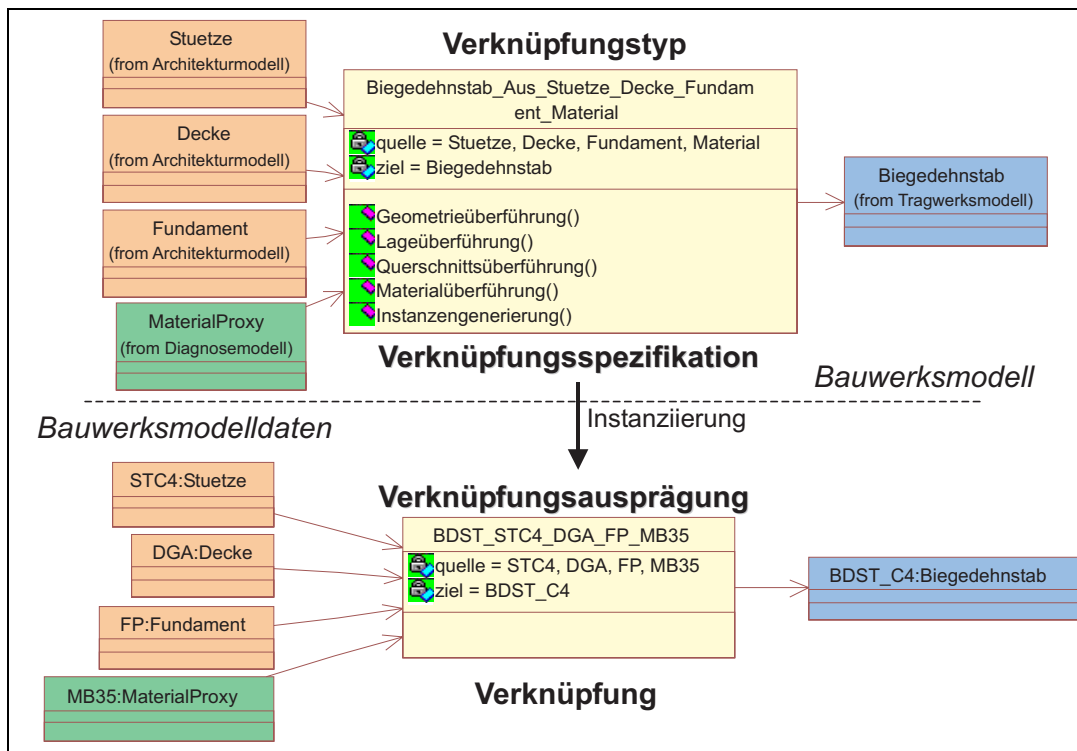 Verknüpfungstyp
Stuetze
(from Architekturmodell)
Decke
(from Architekturmodell)
Fundament
(from Architekturmodell)
MaterialProxy
(from Diagnosemodell)
Biegedehnstab_Aus_Stuetze_Decke_Fundam
ent_Material
quelle = Stuetze, Decke, Fundament, Material
ziel = Biegedehnstab
Geometrieüberführung()
Lageüberführung()
Querschnittsüberführung()
Materialüberführung()
Instanzengenerierung()
Biegedehnstab
(from Tragwerksmodell)
Verknüpfungsspezifikation
Bauwerksmodell
Bauwerksmodelldaten
Instanziierung
Verknüpfungsausprägung
STC4:Stuetze
DGA:Decke
FP:Fundament
MB35:MaterialProxy
BDST_STC4_DGA_FP_MB35
quelle = STC4, DGA, FP, MB35
ziel = BDST_C4
BDST_C4:Biegedehnstab
Verknüpfung